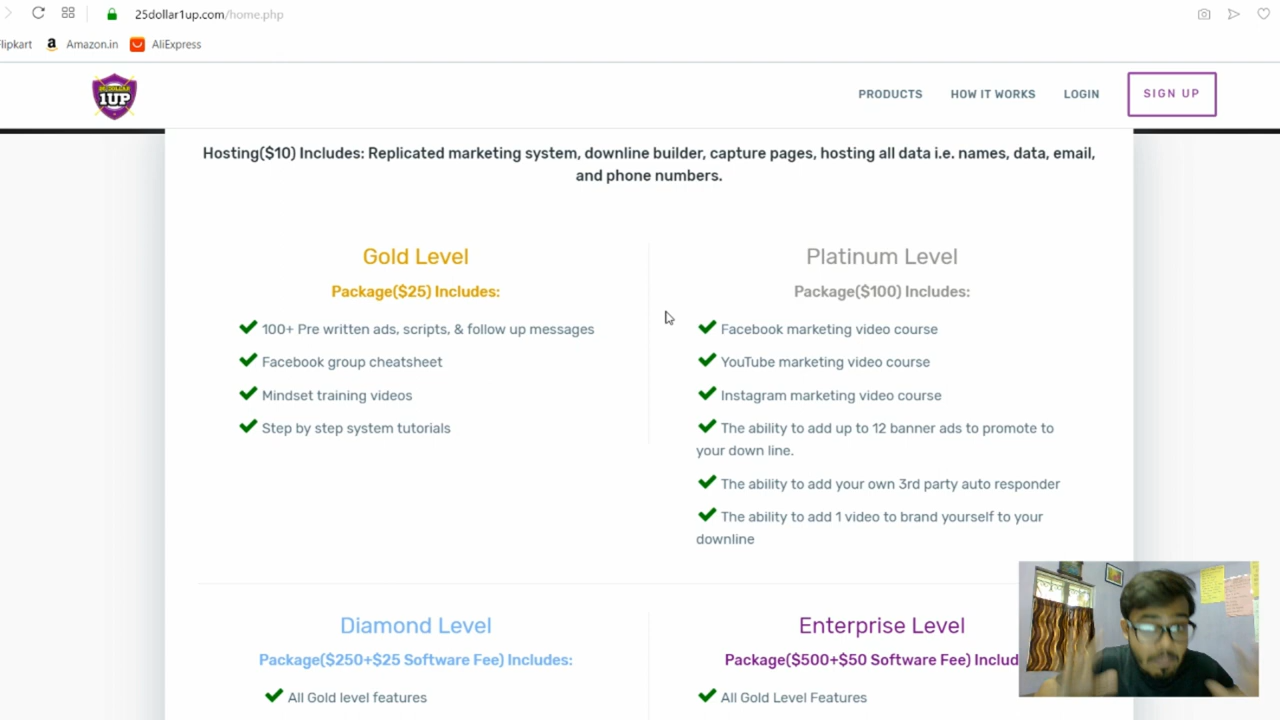 25dollar1up.com/home.php
lipkart
Amazon.in
AliExpress
1UP
PRODUCTS
HOW IT WORKS
LOGIN
SIGN UP
Hosting($10) Includes: Replicated marketing system, downline builder, capture pages, hosting all data i.e. names, data, email,
and phone numbers.
Gold Level
Package($25) Includes:
100+ Pre written ads, scripts, & follow up messages
Facebook group cheatsheet
Mindset training videos
Step by step system tutorials
Platinum Level
Package($100) Includes:
Facebook marketing video course
YouTube marketing video course
Instagram marketing video course
The ability to add up to 12 banner ads to promote to
your down line.
The ability to add your own 3rd party auto responder
The ability to add 1 video to brand yourself to your
downline
Diamond Level
Package($250+$25 Software Fee) Includes:
All Gold level features
Enterprise Level
Package($500+$50 Software Fee) Includ
All Gold Level Features